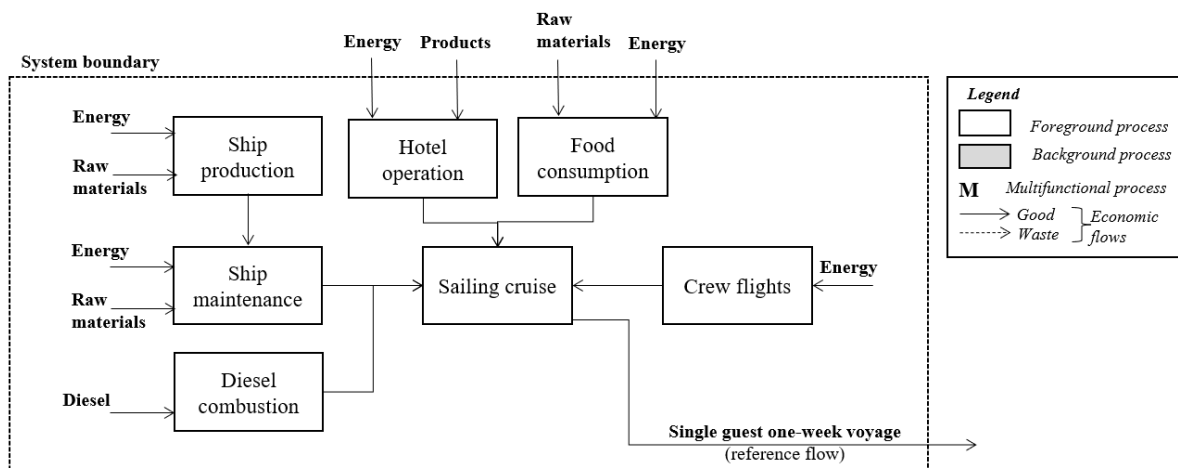 Energy
Products
Raw
materials
Energy
System boundary
Energy
Raw
materials
Ship
production
Hotel
operation
Food
consumption
Energy
Raw
materials
Ship
maintenance
Sailing cruise
Crew flights
Energy
Diesel
Diesel
combustion
Single guest one-week voyage
(reference flow)
Legend
Foreground process
Background process
M Multifunctional process
Good
Waste
Economic
flows